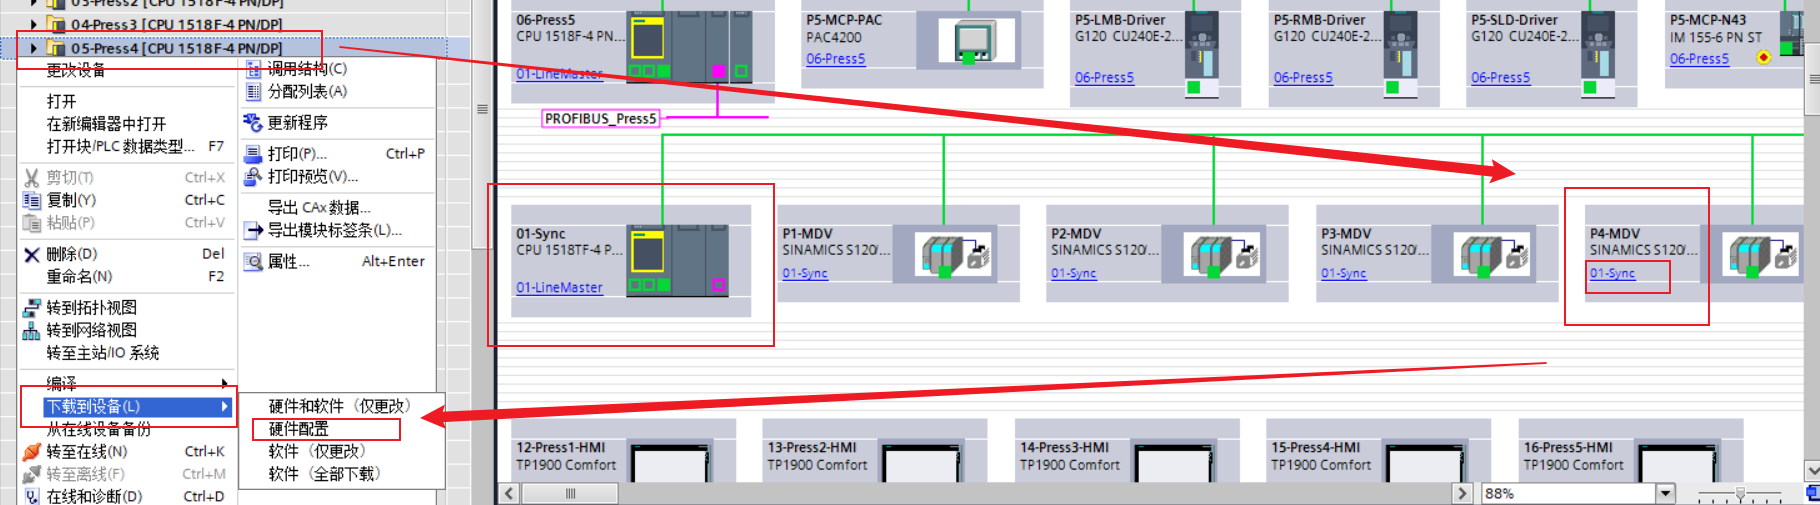 03-Press2 [CPU 1518F-4 PN/DP]
04-Press3 [CPU 1518F-4 PN/DP]
05-Press4 [CPU 1518F-4 PN/DP]
更改设备
打开
在新编辑器中打开
打开块/PLC 数据类型... F7
剪切(T) Ctrl+X
复制(Y) Ctrl+C
粘贴(P) Ctrl+V
删除(D) Del
重命名(N) F2
转到拓扑视图
转到网络视图
转至主站/IO 系统
编译
下载到设备(L)
从在线设备备份
转至在线(N) Ctrl+K
转至离线(F) Ctrl+M
在线和诊断(D) Ctrl+D
调用结构(C)
分配列表(A)
更新程序
打印(P)... Ctrl+P
打印预览(V)...
导出 CAx 数据...
导出模块标签条(L)...
属性... Alt+Enter
硬件和软件（仅更改）
硬件配置
软件（仅更改）
软件（全部下载）
06-Press5
CPU 1518F-4 PN...
01-LineMaster
P5-MCP-PAC
PAC4200
06-Press5
P5-LMB-Driver
G120 CU240E-2...
06-Press5
P5-RMB-Driver
G120 CU240E-2...
06-Press5
P5-SLD-Driver
G120 CU240E-2...
06-Press5
P5-MCP-N43
IM 155-6 PN ST
06-Press5
PROFIBUS_Press5
01-Sync
CPU 1518TF-4 P...
01-LineMaster
P1-MDV
SINAMICS S120/...
01-Sync
P2-MDV
SINAMICS S120/...
01-Sync
P3-MDV
SINAMICS S120/...
01-Sync
P4-MDV
SINAMICS S120/...
01-Sync
12-Press1-HMI
TP1900 Comfort
13-Press2-HMI
TP1900 Comfort
14-Press3-HMI
TP1900 Comfort
15-Press4-HMI
TP1900 Comfort
16-Press5-HMI
TP1900 Comfort
88%